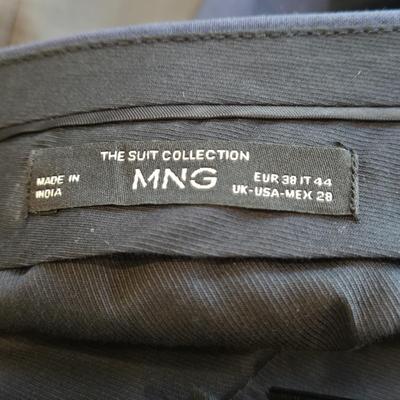 THE SUIT COLLECTION
MADE IN
INDIA
MNG
EUR 38 IT 44
UK-USA-MEX 28